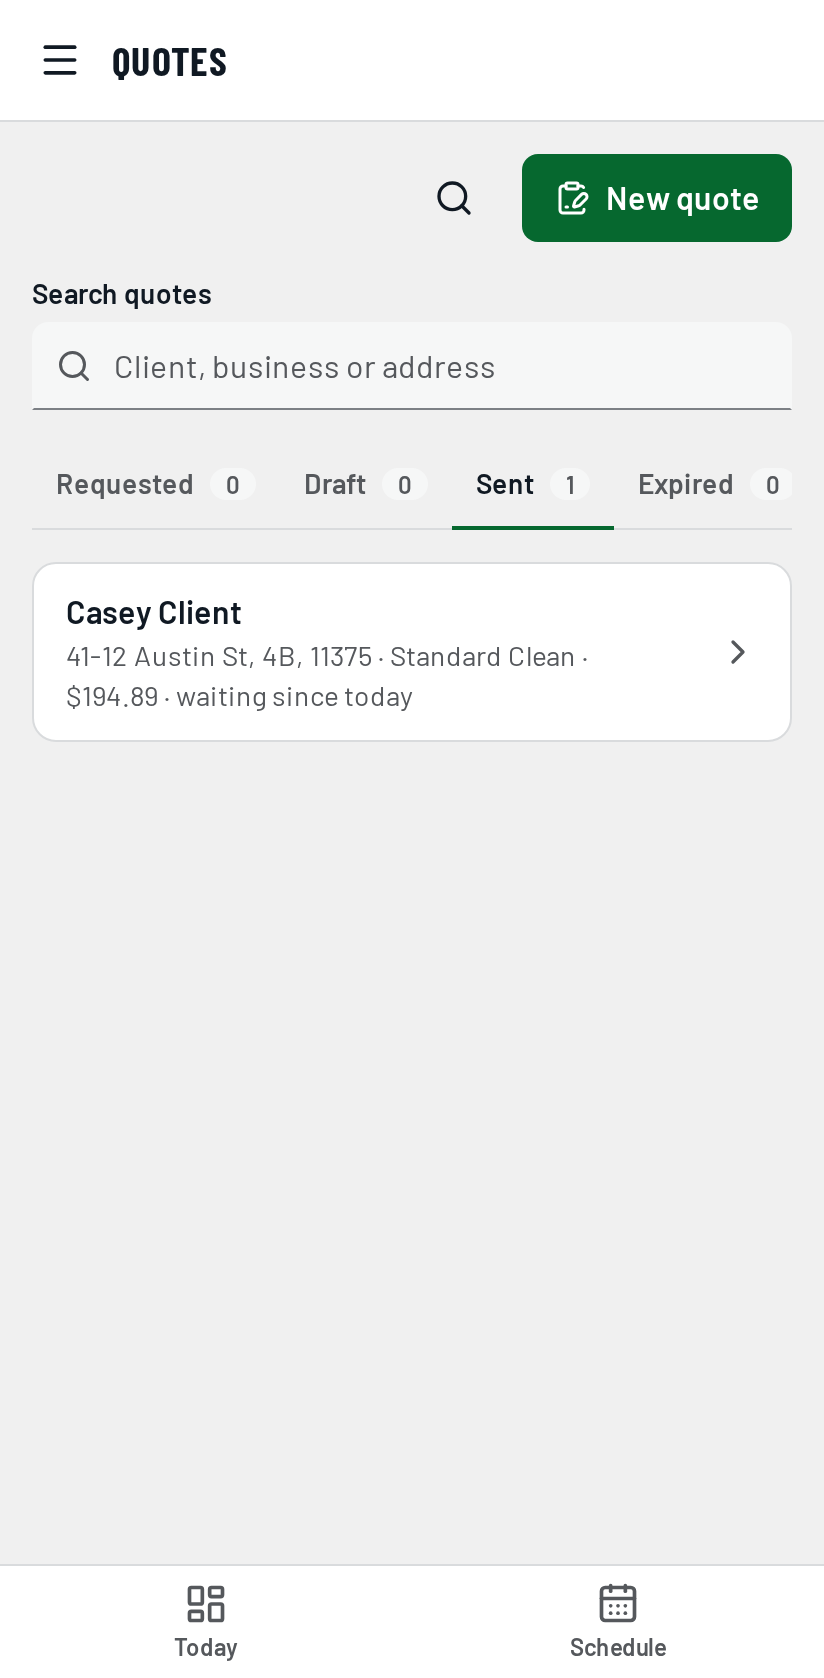 QUOTES
New quote
Search quotes
Client, business or address
Requested 0 Draft 0 Sent 1 Expired 0
Casey Client
41-12 Austin St, 4B, 11375 · Standard Clean ·
$194.89 · waiting since today
Today Schedule